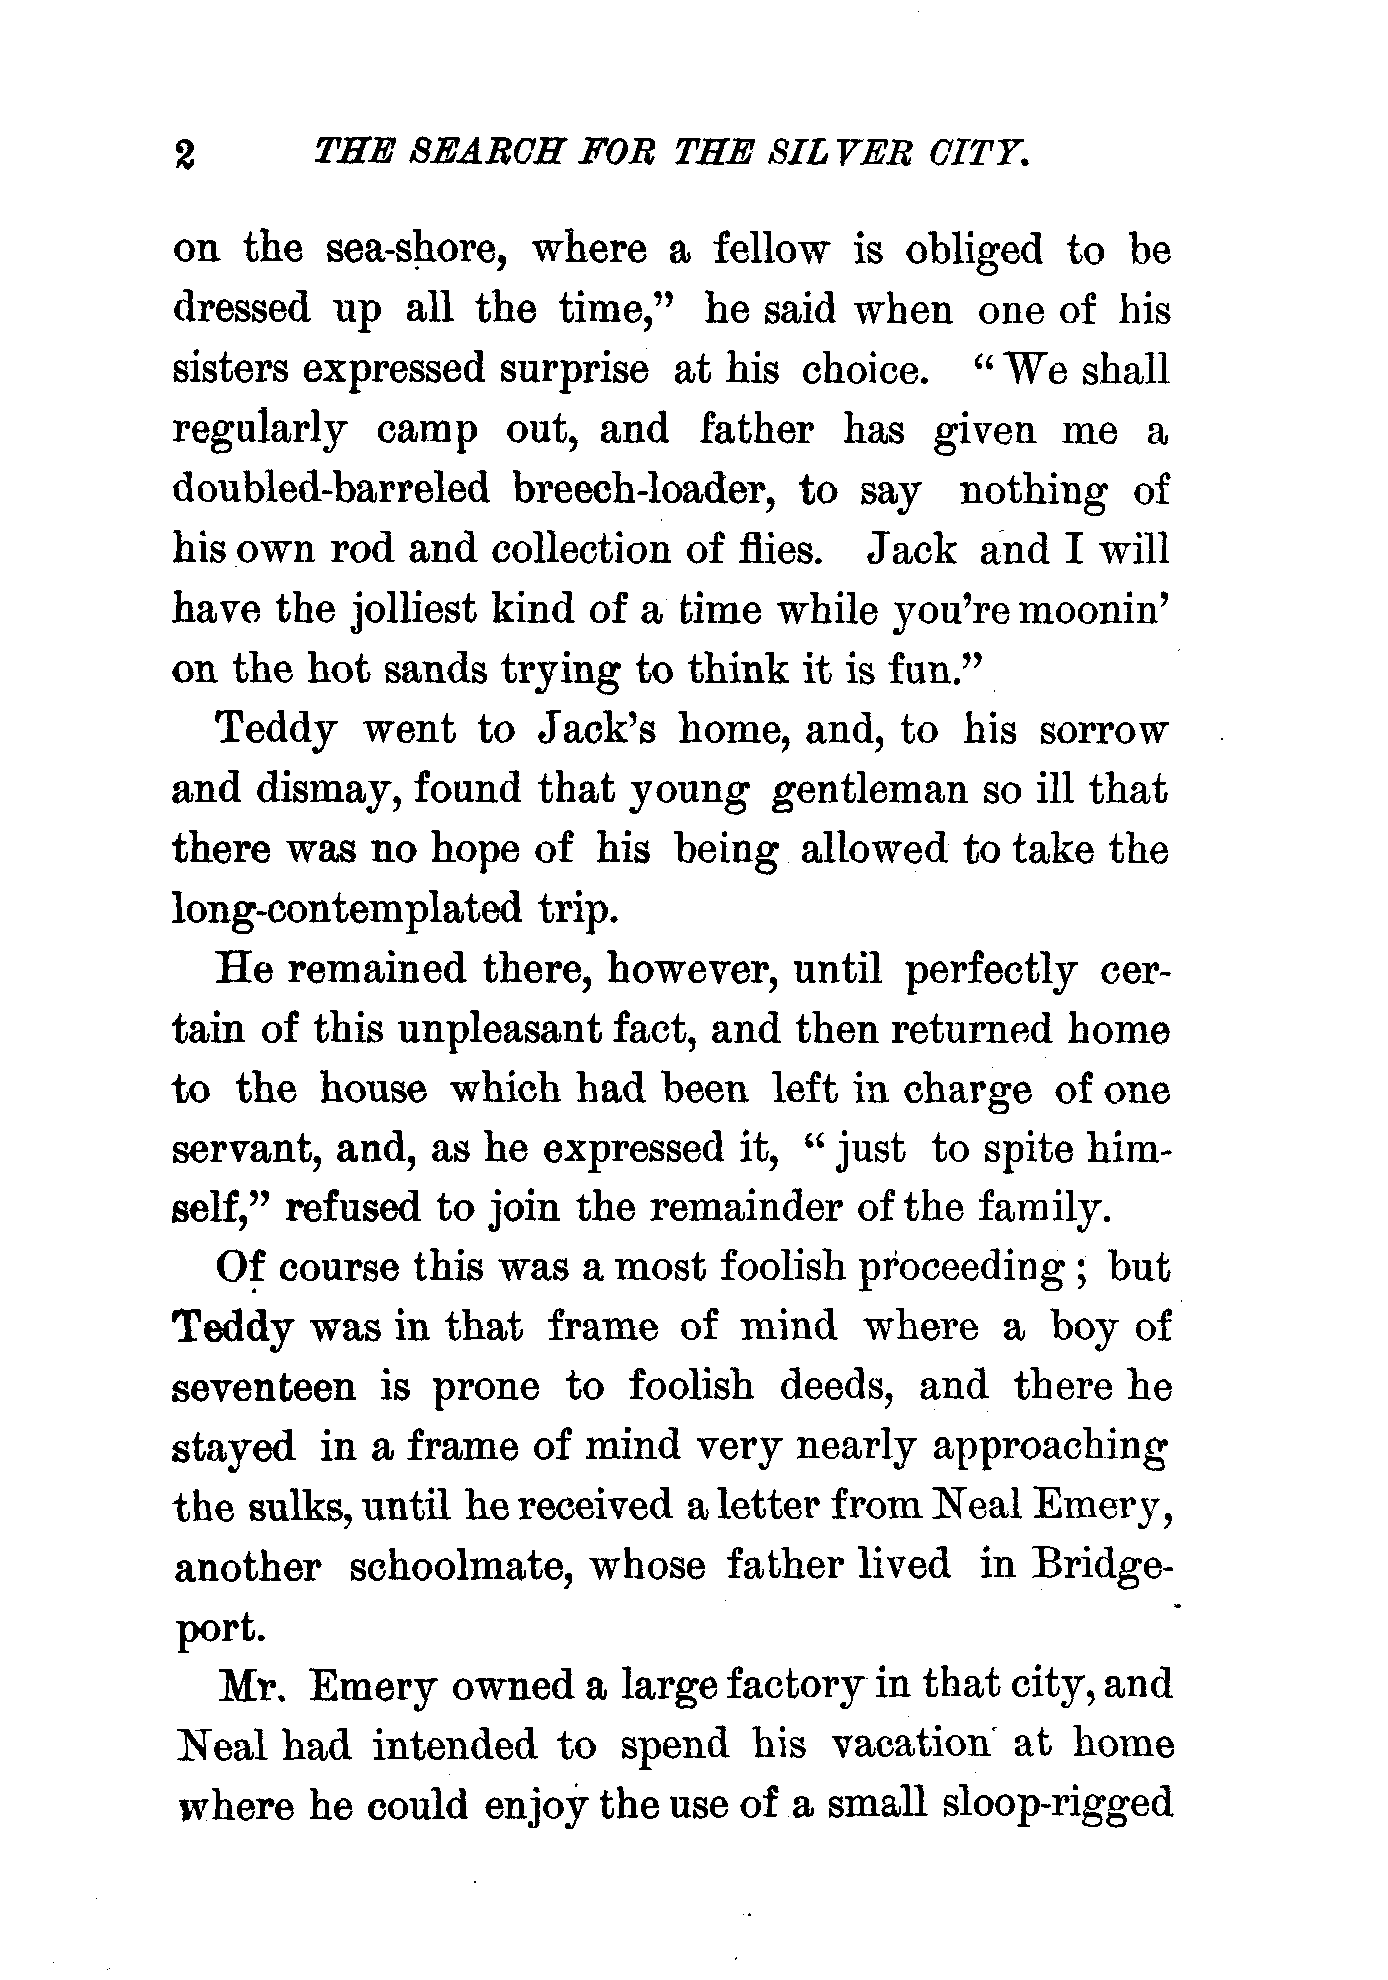 2 THE SEARCH FOR THE SILVER CITY.
on the sea-shore, where a fellow is obliged to be
dressed up all the time,” he said when one of his
sisters expressed surprise at his choice. “We shall
regularly camp out, and father has given me a
doubled-barreled breech-loader, to say nothing of
his own rod and collection of flies. Jack and I will
have the jolliest kind of a time while you’re moonin’
on the hot sands trying to think it is fun.”
Teddy went to Jack’s home, and, to his sorrow
and dismay, found that young gentleman so ill that
there was no hope of his being allowed to take the
long-contemplated trip.
He remained there, however, until perfectly cer-
tain of this unpleasant fact, and then returned home
to the house which had been left in charge of one
servant, and, as he expressed it, “just to spite him-
self,” refused to join the remainder of the family.
Of course this was a most foolish proceeding; but
Teddy was in that frame of mind where a boy of
seventeen is prone to foolish deeds, and there he
stayed in a frame of mind very nearly approaching
the sulks, until he received a letter from Neal Emery,
another schoolmate, whose father lived in Bridge-
port.
Mr. Emery owned a large factory in that city, and
Neal had intended to spend his vacation at home
where he could enjoy the use of a small sloop-rigged